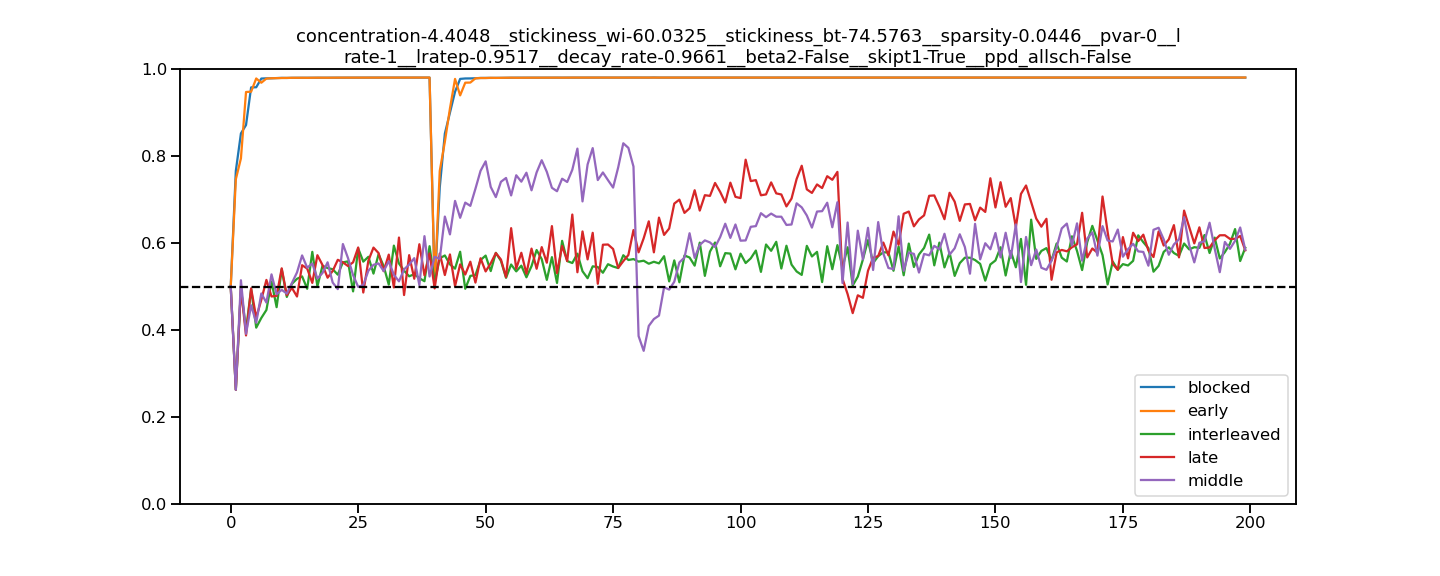 concentration-4.4048__stickiness_wi-60.0325__stickiness_bt-74.5763__sparsity-0.0446__pvar-0__l
rate-1__lratep-0.9517__decay_rate-0.9661__beta2-False__skipt1-True__ppd_allsch-False
1.0
0.8
0.6
0.4
0.2
0.0
0 25 50 75 100 125 150 175 200
blocked
early
interleaved
late
middle